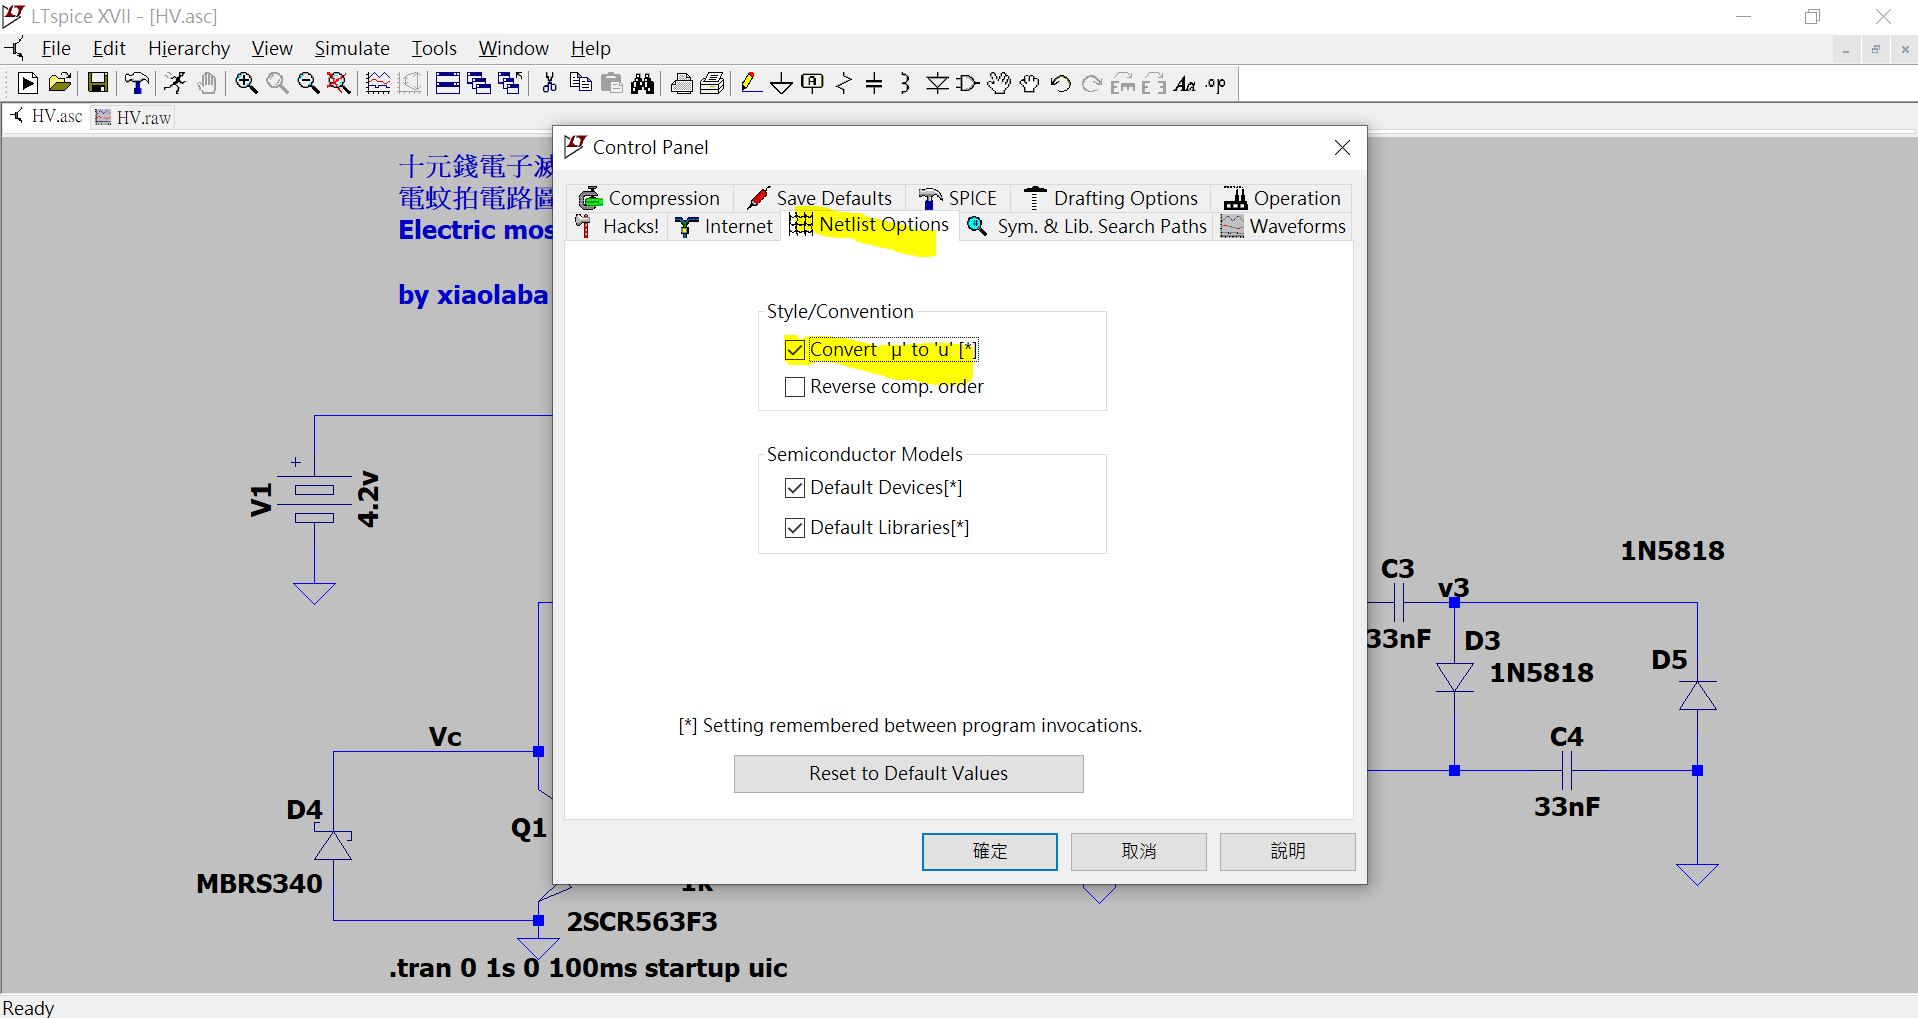 LTspice XVII - [HV.asc]
File Edit Hierarchy View Simulate Tools Window Help
.op
HV.asc HV.raw
十元錢電子滅
電蚊拍電路圖
Electric mos
by xiaolaba
Control Panel
Compression Save Defaults SPICE Drafting Options Operation
Hacks! Internet Netlist Options Sym. & Lib. Search Paths Waveforms
Style/Convention
Convert 'µ' to 'u' [*]
Reverse comp. order
Semiconductor Models
Default Devices[*]
Default Libraries[*]
[*] Setting remembered between program invocations.
Reset to Default Values
確定 取消 說明
V1
4.2v
Vc
D4
MBRS340
Q1
1k
2SCR563F3
.tran 0 1s 0 100ms startup uic
C3
33nF
v3
D3
1N5818
1N5818
D5
C4
33nF
Ready